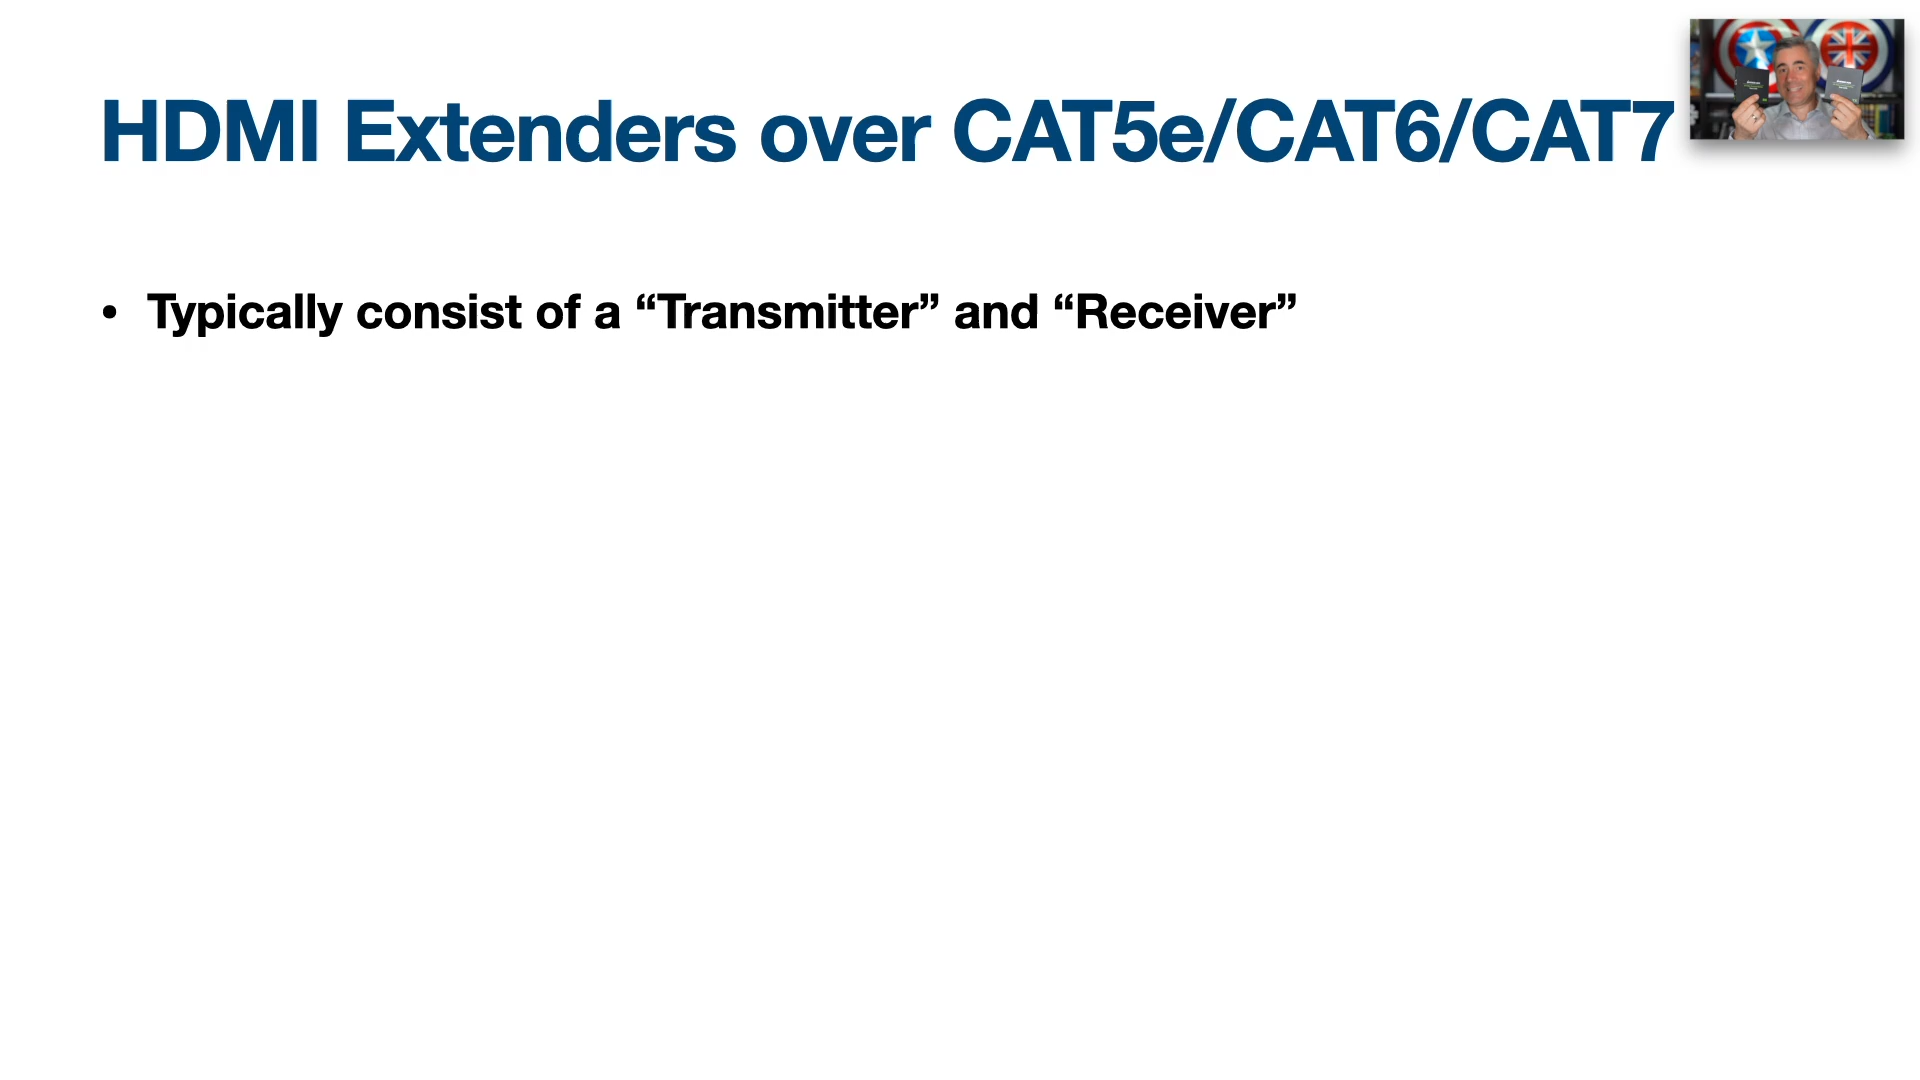 HDMI Extenders over CAT5e/CAT6/CAT7
• Typically consist of a “Transmitter” and “Receiver”